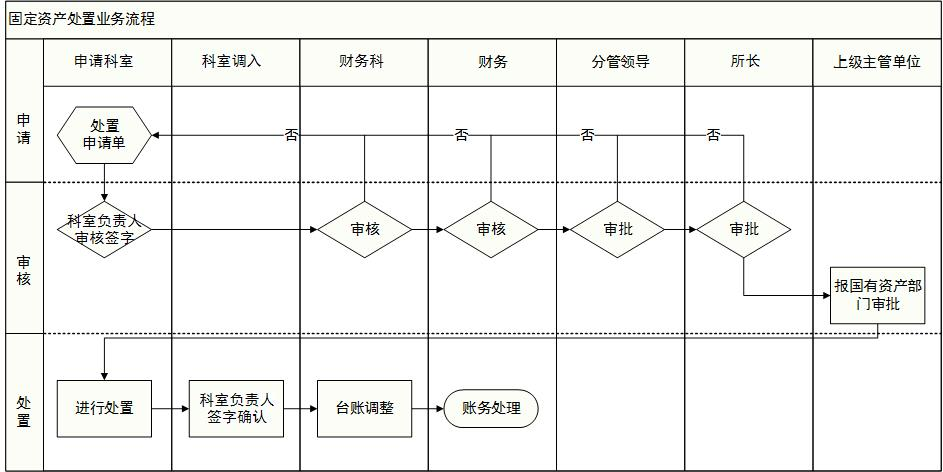 固定资产处置业务流程
申请科室
科室调入
财务科
财务
分管领导
所长
上级主管单位
申
请
处置
申请单
否
否
否
否
审
核
科室负责人
审核签字
审核
审核
审批
审批
报国有资产部
门审批
处
置
进行处置
科室负责人
签字确认
台账调整
账务处理